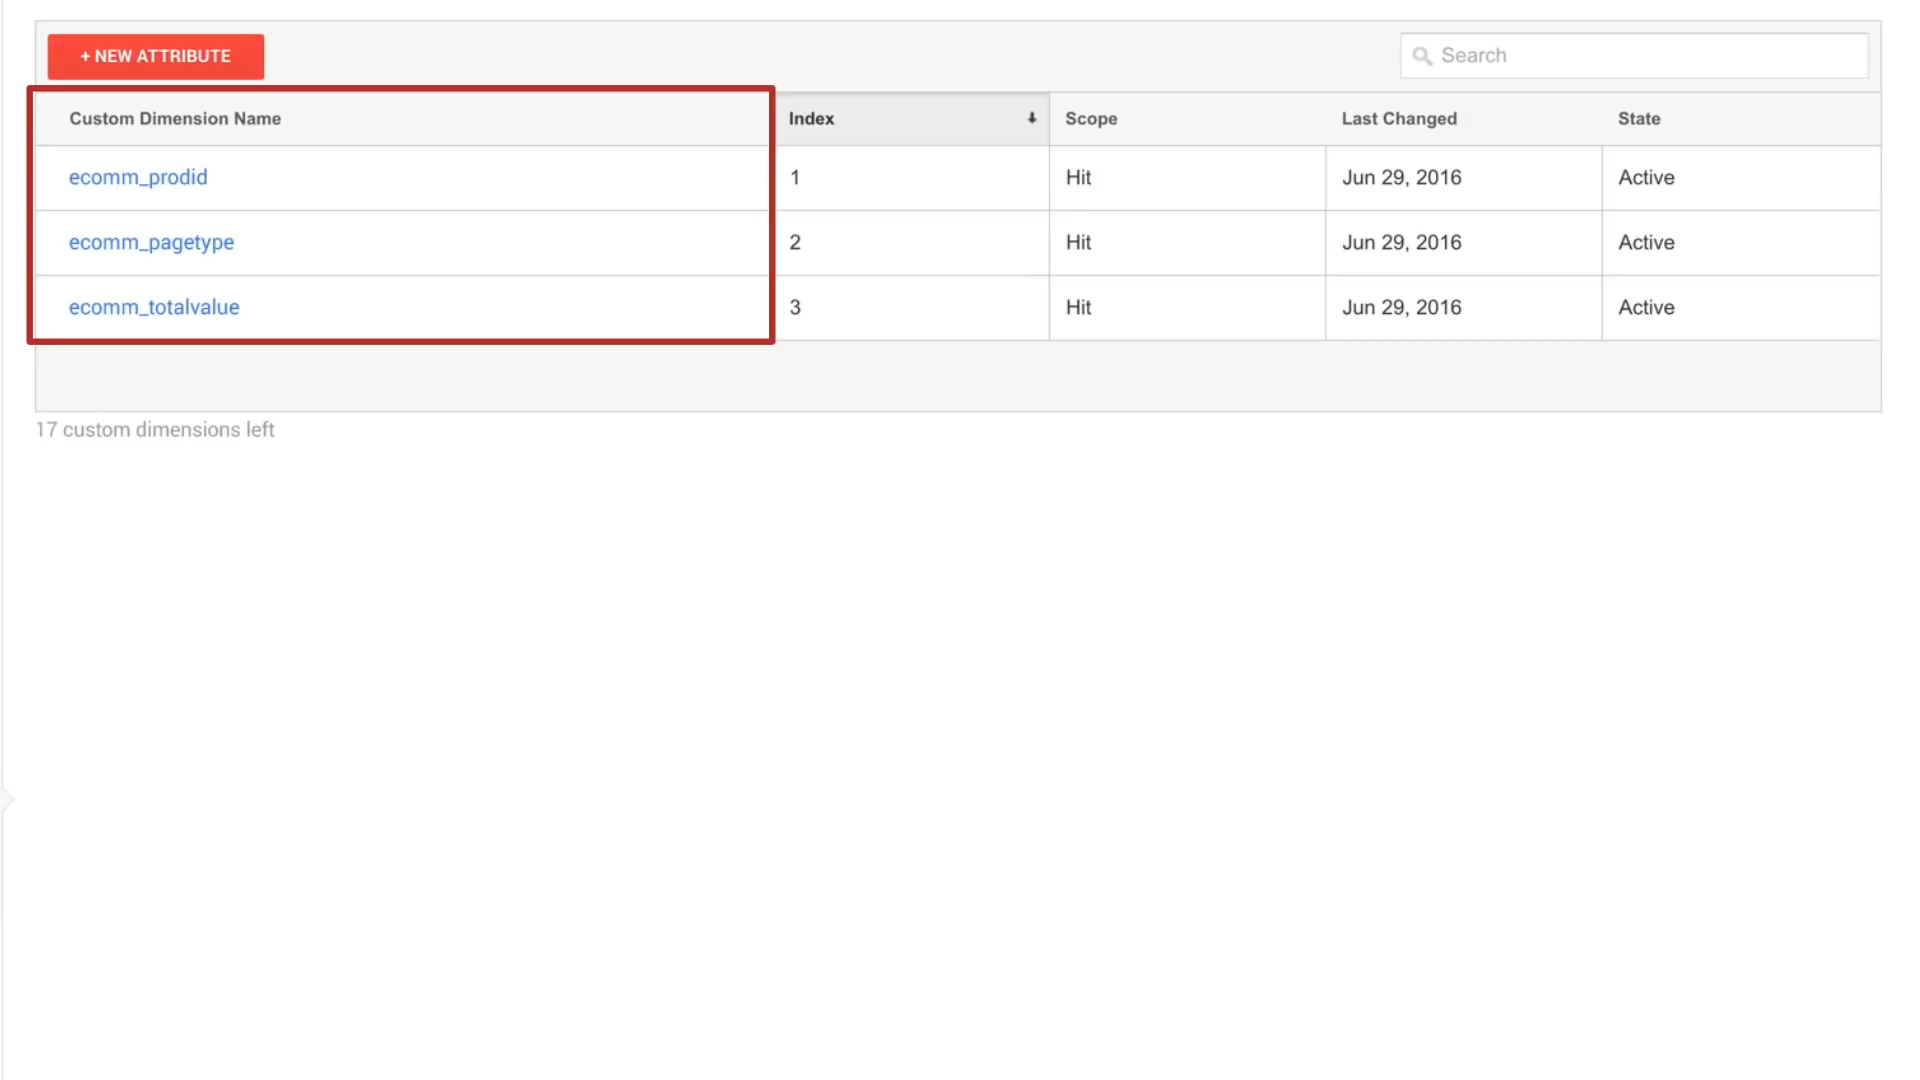 + NEW ATTRIBUTE Search
Custom Dimension Name Index Scope Last Changed State
ecomm_prodid 1 Hit Jun 29, 2016 Active
ecomm_pagetype 2 Hit Jun 29, 2016 Active
ecomm_totalvalue 3 Hit Jun 29, 2016 Active
17 custom dimensions left